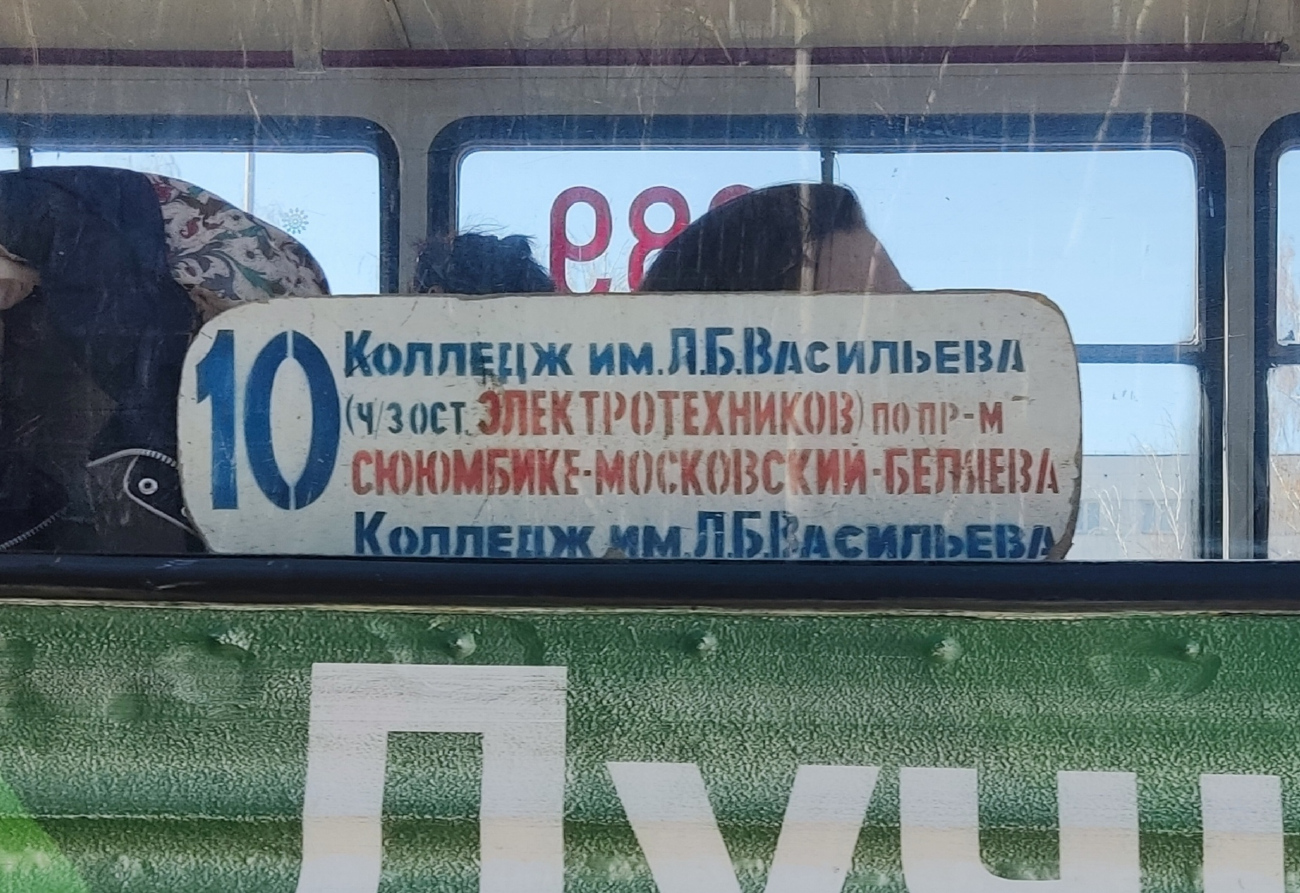 10
Колледж им. Л.Б. Васильева
(ч/з ост. ЭЛЕКТРОТЕХНИКОВ) по пр-м
СЮЮМБИКЕ-МОСКОВСКИЙ-БЕЛЯЕВА
Колледж им. Л.Б. Васильева